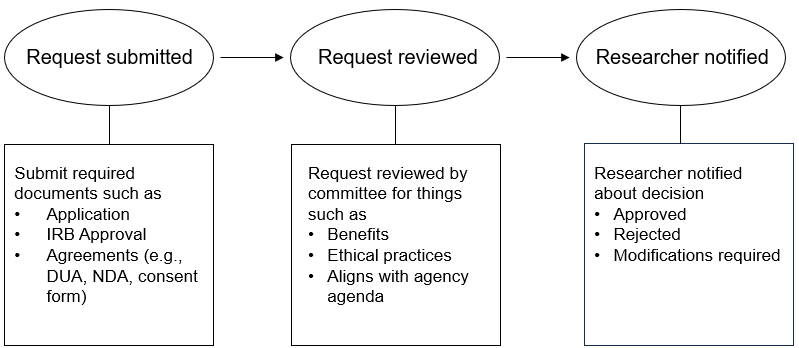 Request submitted
Request reviewed
Researcher notified
Submit required
documents such as
• Application
• IRB Approval
• Agreements (e.g.,
DUA, NDA, consent
form)
Request reviewed by
committee for things
such as
• Benefits
• Ethical practices
• Aligns with agency
agenda
Researcher notified
about decision
• Approved
• Rejected
• Modifications required